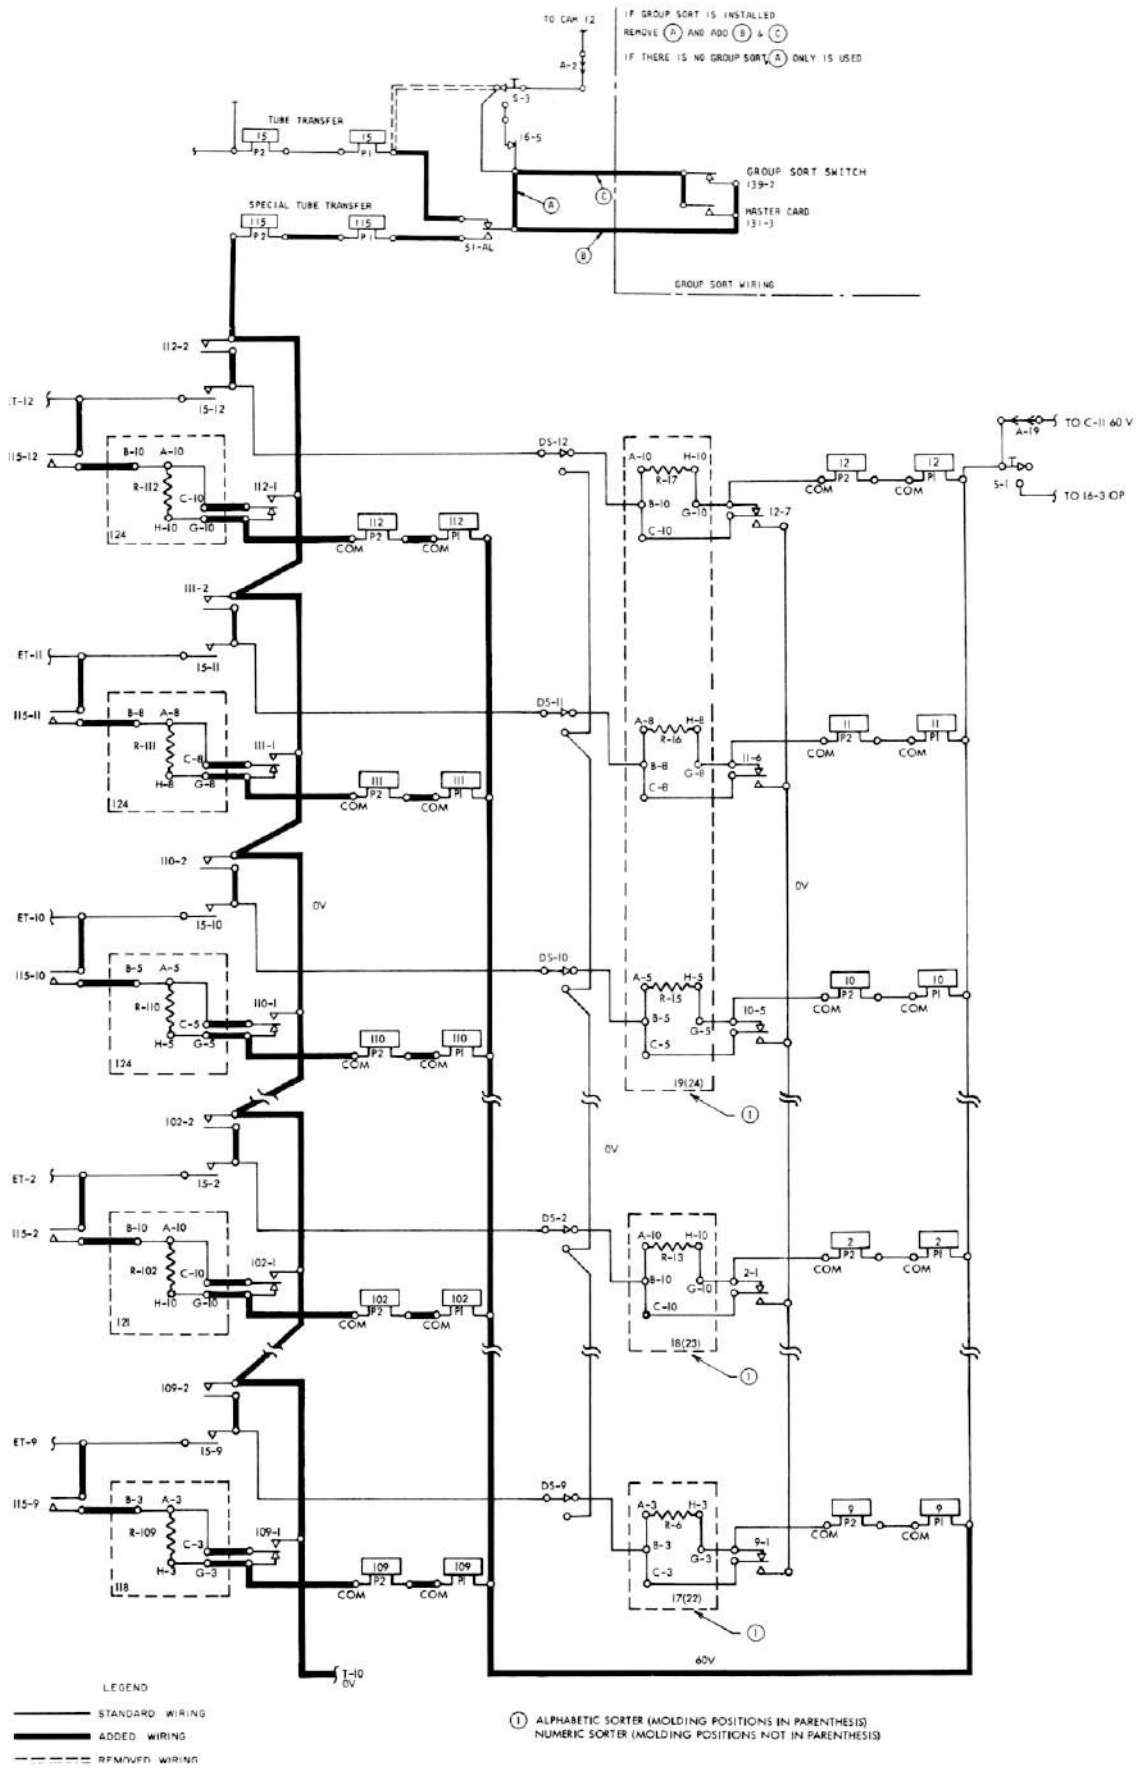 TO CAM 12
IF GROUP SORT IS INSTALLED
REMOVE A AND ADD B & C
IF THERE IS NO GROUP SORT, A ONLY IS USED
A-2
S-3
TUBE TRANSFER
15 P2
15 P1
16-5
GROUP SORT SWITCH
139-2
MASTER CARD
131-3
A
C
B
SPECIAL TUBE TRANSFER
115 P2
115 P1
S1-AL
GROUP SORT WIRING
112-2
15-12
ET-12
115-12
B-10 A-10
R-112
C-10
112-1
H-10 G-10
124
112 P2
112 P1
COM COM
DS-12
A-10 H-10
R-17
B-10
G-10
C-10
12-7
12 P2
12 P1
COM COM
A-19
TO C-11 60 V
S-1
TO 16-3 OP
111-2
15-11
ET-11
115-11
B-8 A-8
R-111
C-8
111-1
H-8 G-8
124
111 P2
111 P1
COM COM
DS-11
A-8 H-8
R-16
B-8
G-8
C-8
11-6
11 P2
11 P1
COM COM
110-2
0V
0V
15-10
ET-10
115-10
B-5 A-5
R-110
C-5
110-1
H-5 G-5
124
110 P2
110 P1
COM COM
DS-10
A-5 H-5
R-15
B-5
G-5
C-5
10-5
10 P2
10 P1
COM COM
19(24)
1
0V
102-2
15-2
ET-2
115-2
B-10 A-10
R-102
C-10
102-1
H-10 G-10
121
102 P2
102 P1
COM COM
DS-2
A-10 H-10
R-13
B-10
G-10
C-10
2-1
2 P2
2 P1
COM COM
18(23)
1
109-2
15-9
ET-9
115-9
B-3 A-3
R-109
C-3
109-1
H-3 G-3
118
109 P2
109 P1
COM COM
DS-9
A-3 H-3
R-6
B-3
G-3
C-3
9-1
9 P2
9 P1
COM COM
17(22)
1
60V
T-10
0V
LEGEND
STANDARD WIRING
ADDED WIRING
REMOVED WIRING
1 ALPHABETIC SORTER (MOLDING POSITIONS IN PARENTHESIS)
NUMERIC SORTER (MOLDING POSITIONS NOT IN PARENTHESIS)